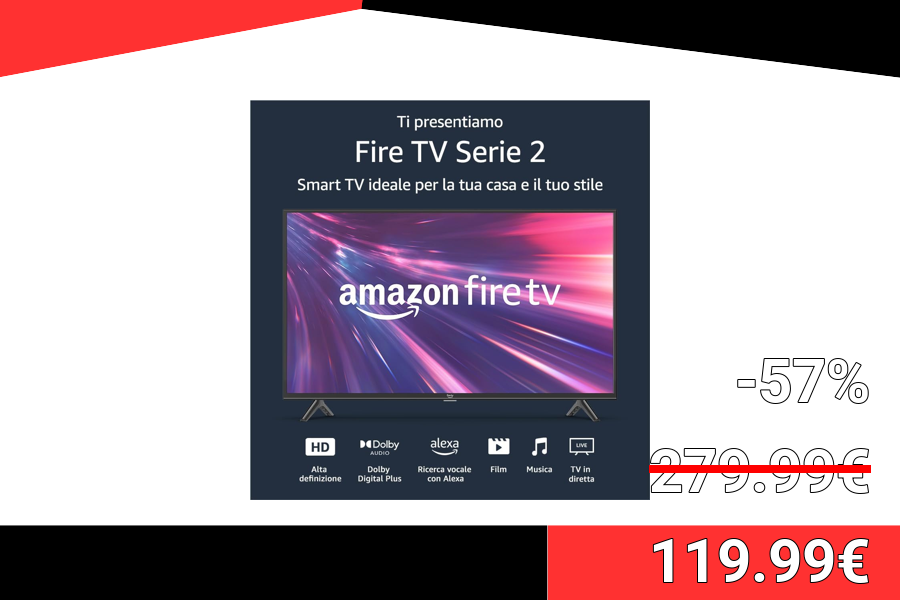 Ti presentiamo
Fire TV Serie 2
Smart TV ideale per la tua casa e il tuo stile
amazon fire tv
HD
Dolby
AUDIO
alexa
LIVE
Alta
definizione
Dolby
Digital Plus
Ricerca vocale
con Alexa
Film
Musica
TV in
diretta
-57%
279.99€
119.99€